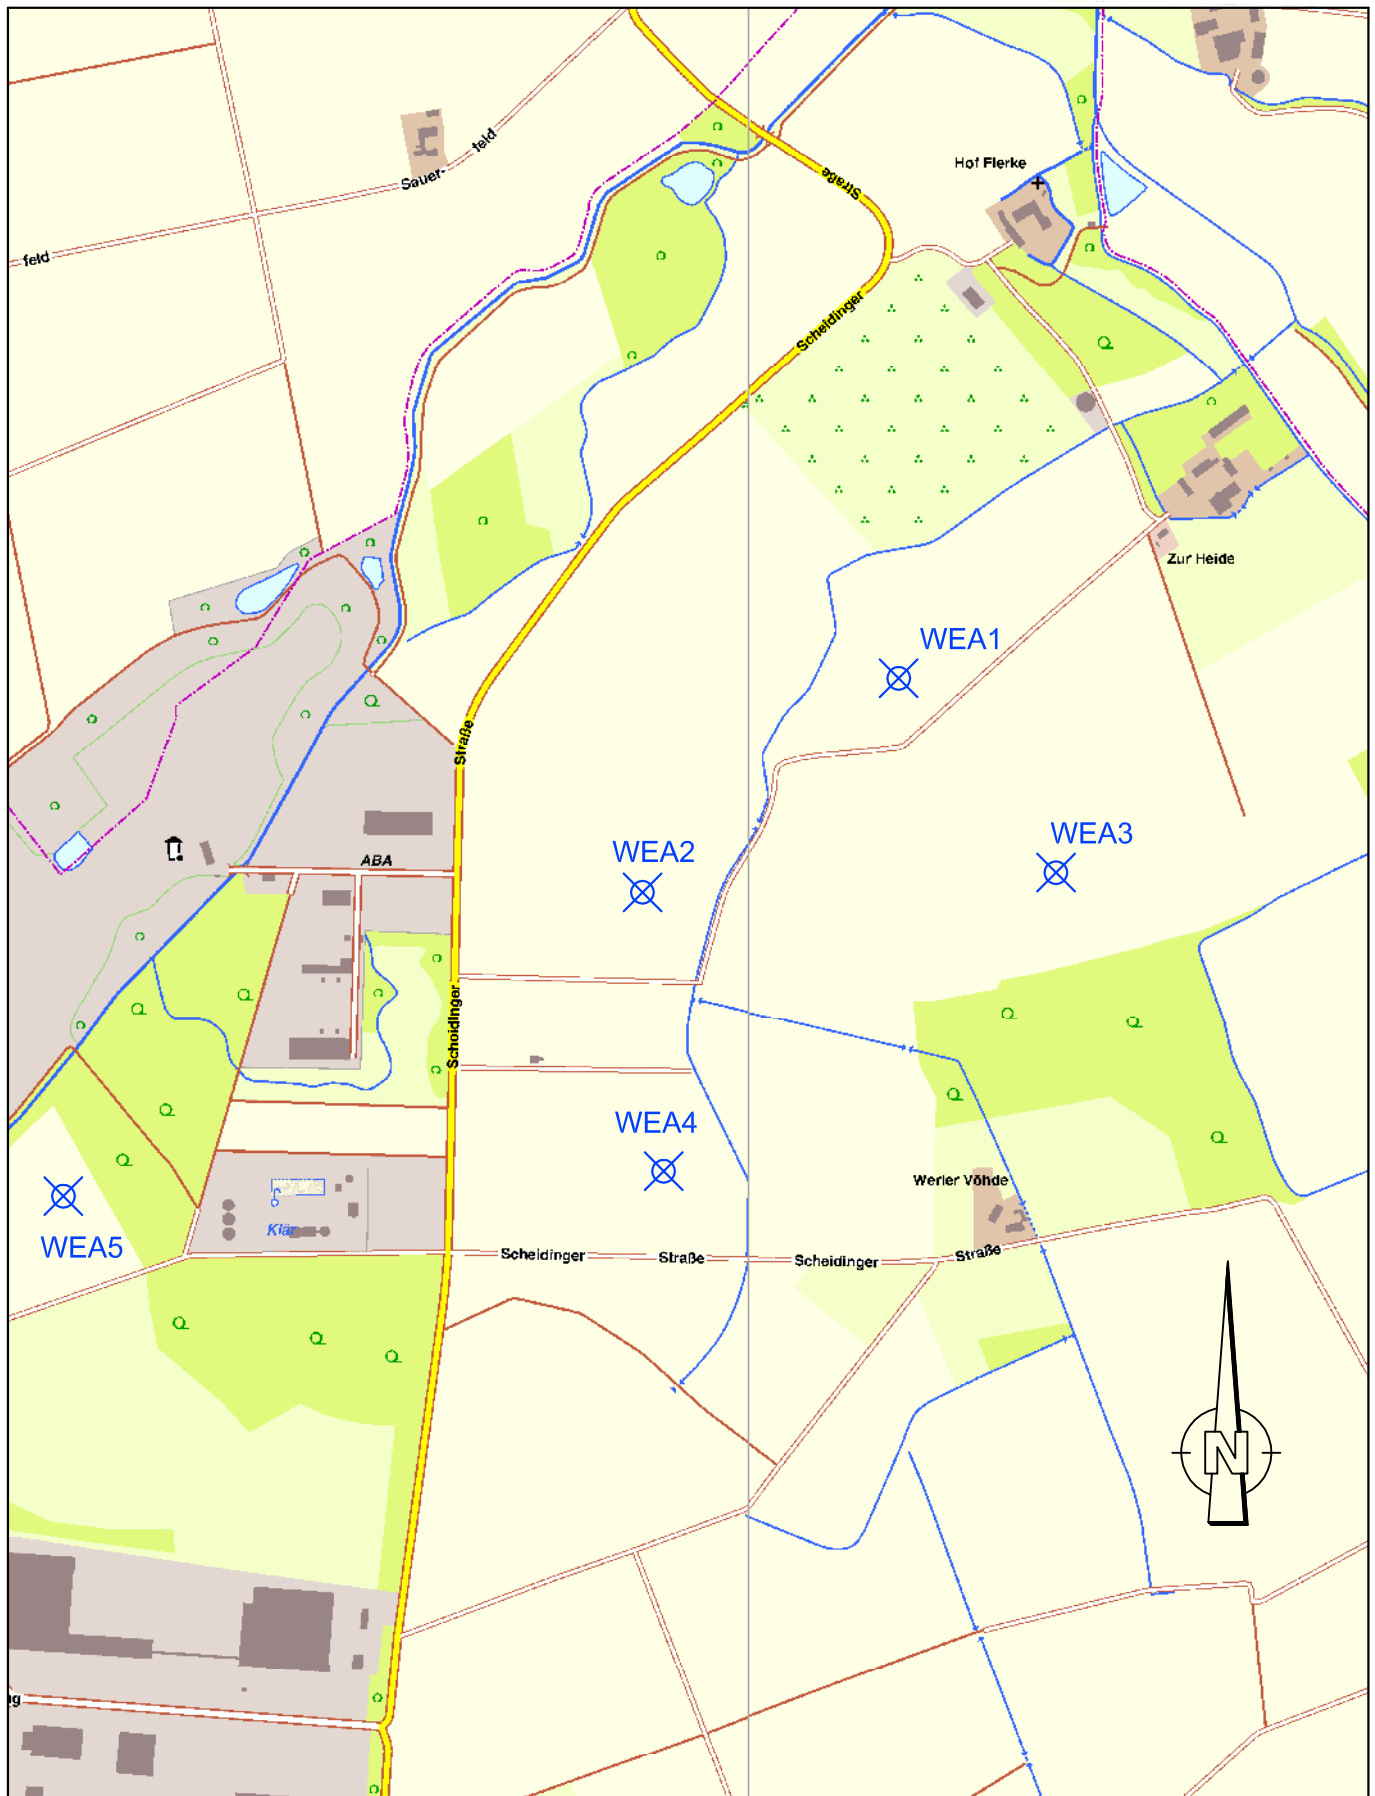 Sauer-
feld
feld
Hof Flerke
Straße
Scheidinger
Zur Heide
WEA1
Straße
WEA2
WEA3
ABA
Scheidinger
WEA4
Werler Vöhde
WEA5
Klär
Scheidinger
Straße
Scheidinger
Straße
N
ng